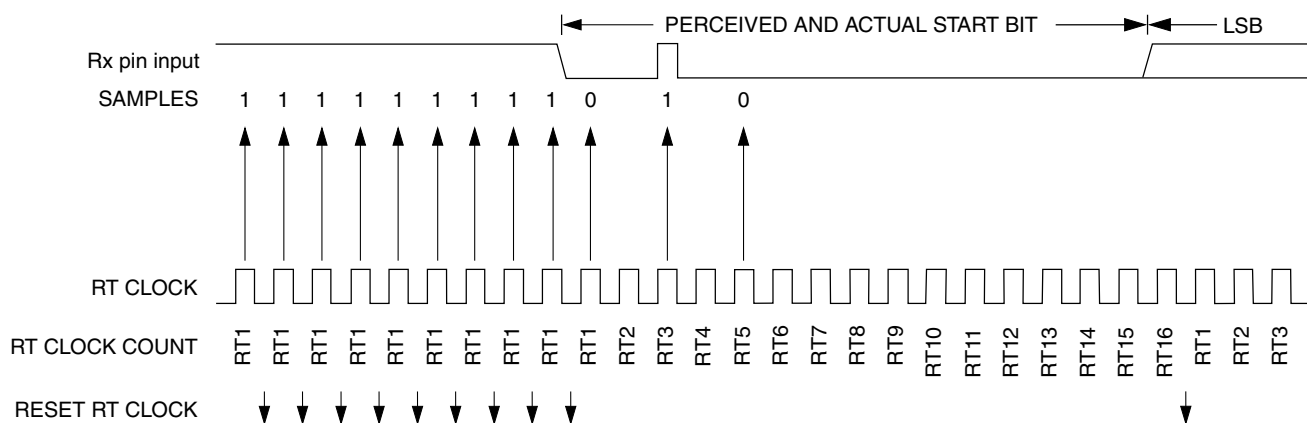 PERCEIVED AND ACTUAL START BIT LSB
Rx pin input
SAMPLES 1 1 1 1 1 1 1 1 1 0 1 0
RT CLOCK
RT CLOCK COUNT RT1 RT1 RT1 RT1 RT1 RT1 RT1 RT1 RT1 RT1 RT2 RT3 RT4 RT5 RT6 RT7 RT8 RT9 RT10 RT11 RT12 RT13 RT14 RT15 RT16 RT1 RT2 RT3
RESET RT CLOCK